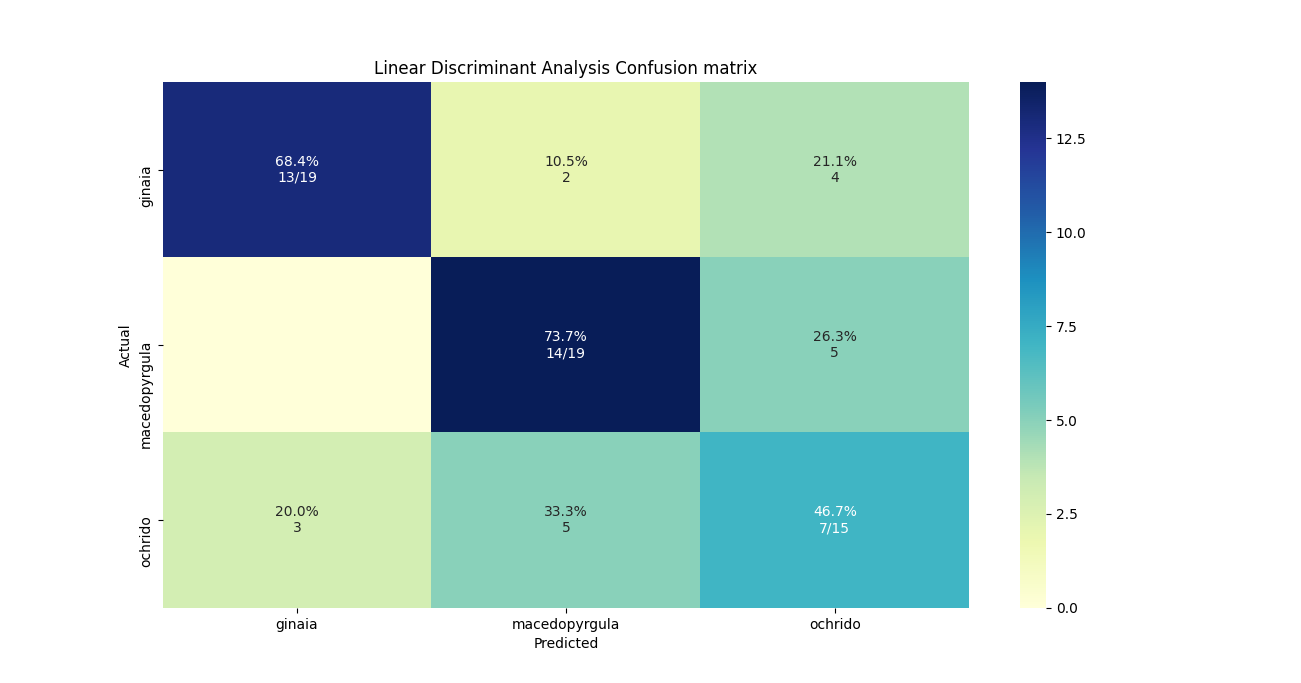 Linear Discriminant Analysis Confusion matrix
68.4%
13/19
10.5%
2
21.1%
4
73.7%
14/19
26.3%
5
20.0%
3
33.3%
5
46.7%
7/15
Actual
ginaia
macedopyrgula
ochrido
ginaia
macedopyrgula
ochrido
Predicted
12.5
10.0
7.5
5.0
2.5
0.0